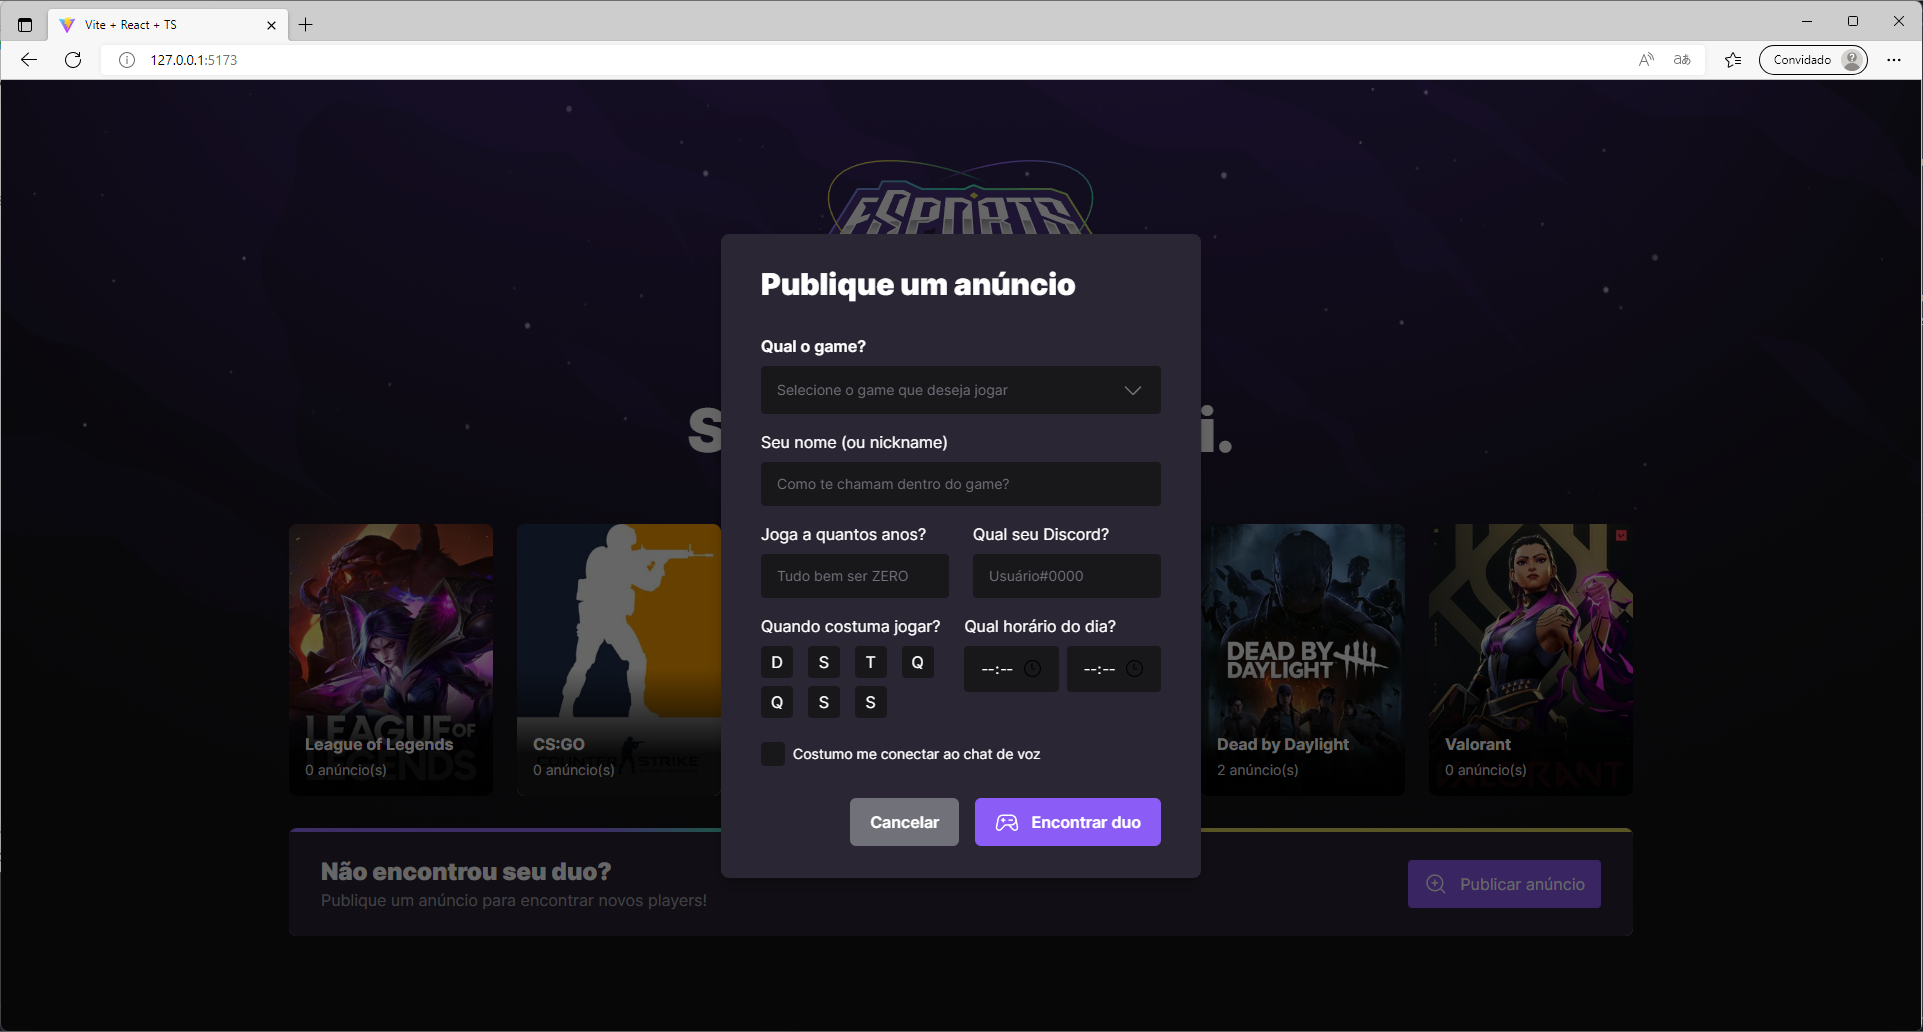 Vite + React + TS
127.0.0.1:5173
Convidado
ESPORTS
Publique um anúncio
Qual o game?
Selecione o game que deseja jogar
Seu nome (ou nickname)
Como te chamam dentro do game?
Joga a quantos anos? Qual seu Discord?
Tudo bem ser ZERO Usuário#0000
Quando costuma jogar? Qual horário do dia?
D S T Q --:-- --:--
Q S S
Costumo me conectar ao chat de voz
Cancelar Encontrar duo
S i.
LEAGUE OF
LEGENDS
League of Legends
0 anúncio(s)
COUNTER STRIKE
CS:GO
0 anúncio(s)
DEAD BY
DAYLIGHT
Dead by Daylight
2 anúncio(s)
VALORANT
Valorant
0 anúncio(s)
Não encontrou seu duo?
Publique um anúncio para encontrar novos players!
Publicar anúncio